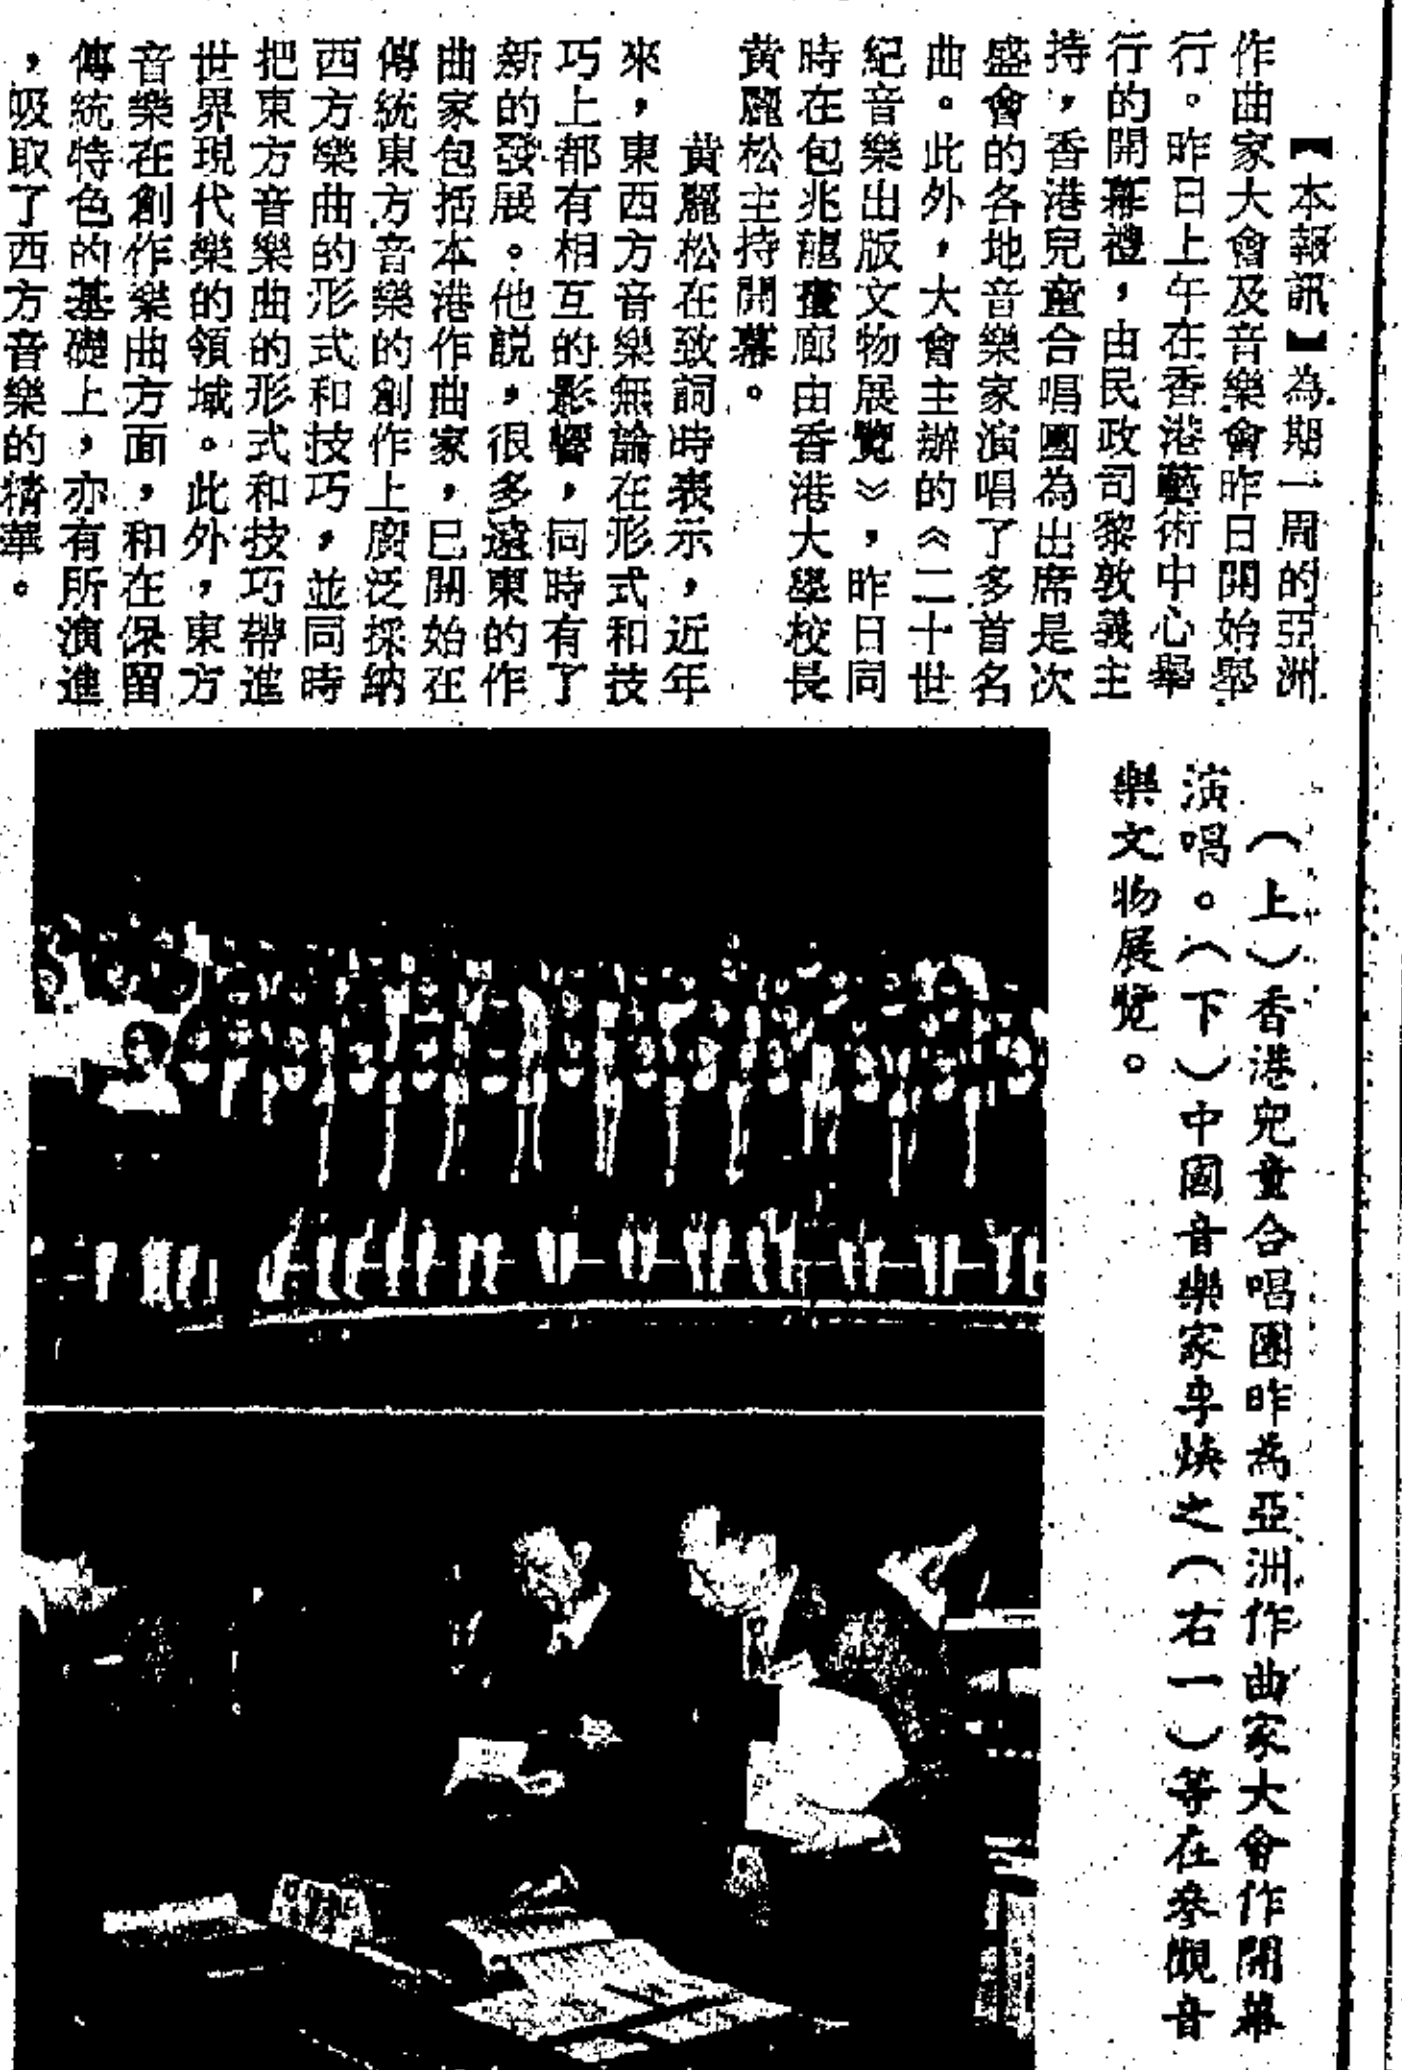 【本報訊】為期一周的亞洲
作曲家大會及音樂會昨日開始舉
行。昨日上午在香港藝術中心舉
行的開幕禮，由民政司黎敦義主
持，香港兒童合唱團為出席是次
盛會的各地音樂家演唱了多首名
曲。此外，大會主辦的《二十世
紀音樂出版文物展覽》，昨日同
時在包兆龍畫廊由香港大學校長
黃麗松主持開幕。
黃麗松在致詞時表示，近年
來，東西方音樂無論在形式和技
巧上都有相互的影響，同時有了
新的發展。他說，很多遠東的作
曲家包括本港作曲家，已開始在
傳統東方音樂的創作上廣泛採納
西方樂曲的形式和技巧，並同時
把東方音樂曲的形式和技巧帶進
世界現代樂的領域。此外，東方
音樂在創作樂曲方面，和在保留
傳統特色的基礎上，亦有所演進
，吸取了西方音樂的精華。
（上）香港兒童合唱團昨為亞洲作曲家大會作開幕
演唱。（下）中國音樂家李煥之（右一）等在參觀音
樂文物展覽。